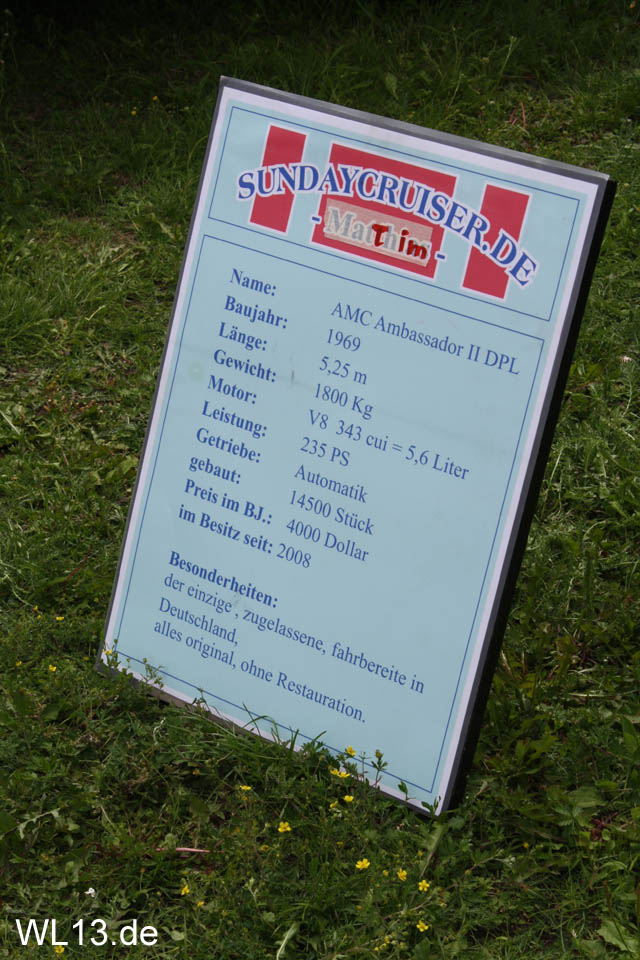 SUNDAYCRUISER.DE
- Matthim -
Name: AMC Ambassador II DPL
Baujahr: 1969
Länge: 5,25 m
Gewicht: 1800 Kg
Motor: V8 343 cui = 5,6 Liter
Leistung: 235 PS
Getriebe: Automatik
gebaut: 14500 Stück
Preis im BJ.: 4000 Dollar
im Besitz seit: 2008
Besonderheiten:
der einzige, zugelassene, fahrbereite in
Deutschland,
alles original, ohne Restauration.
WL13.de